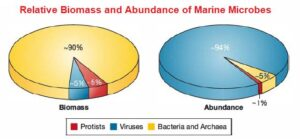 Relative Biomass and Abundance of Marine Microbes
~90%
~5%
~5%
Biomass
~94%
~5%
~1%
Abundance
Protists
Viruses
Bacteria and Archaea